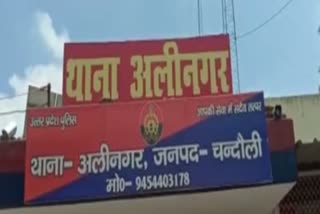 थाना अलीनगर
उत्तर प्रदेश पुलिस
आपकी सेवा में सदैव तत्पर
थाना- अलीनगर, जनपद- चन्दौली
मो०- 9454403178